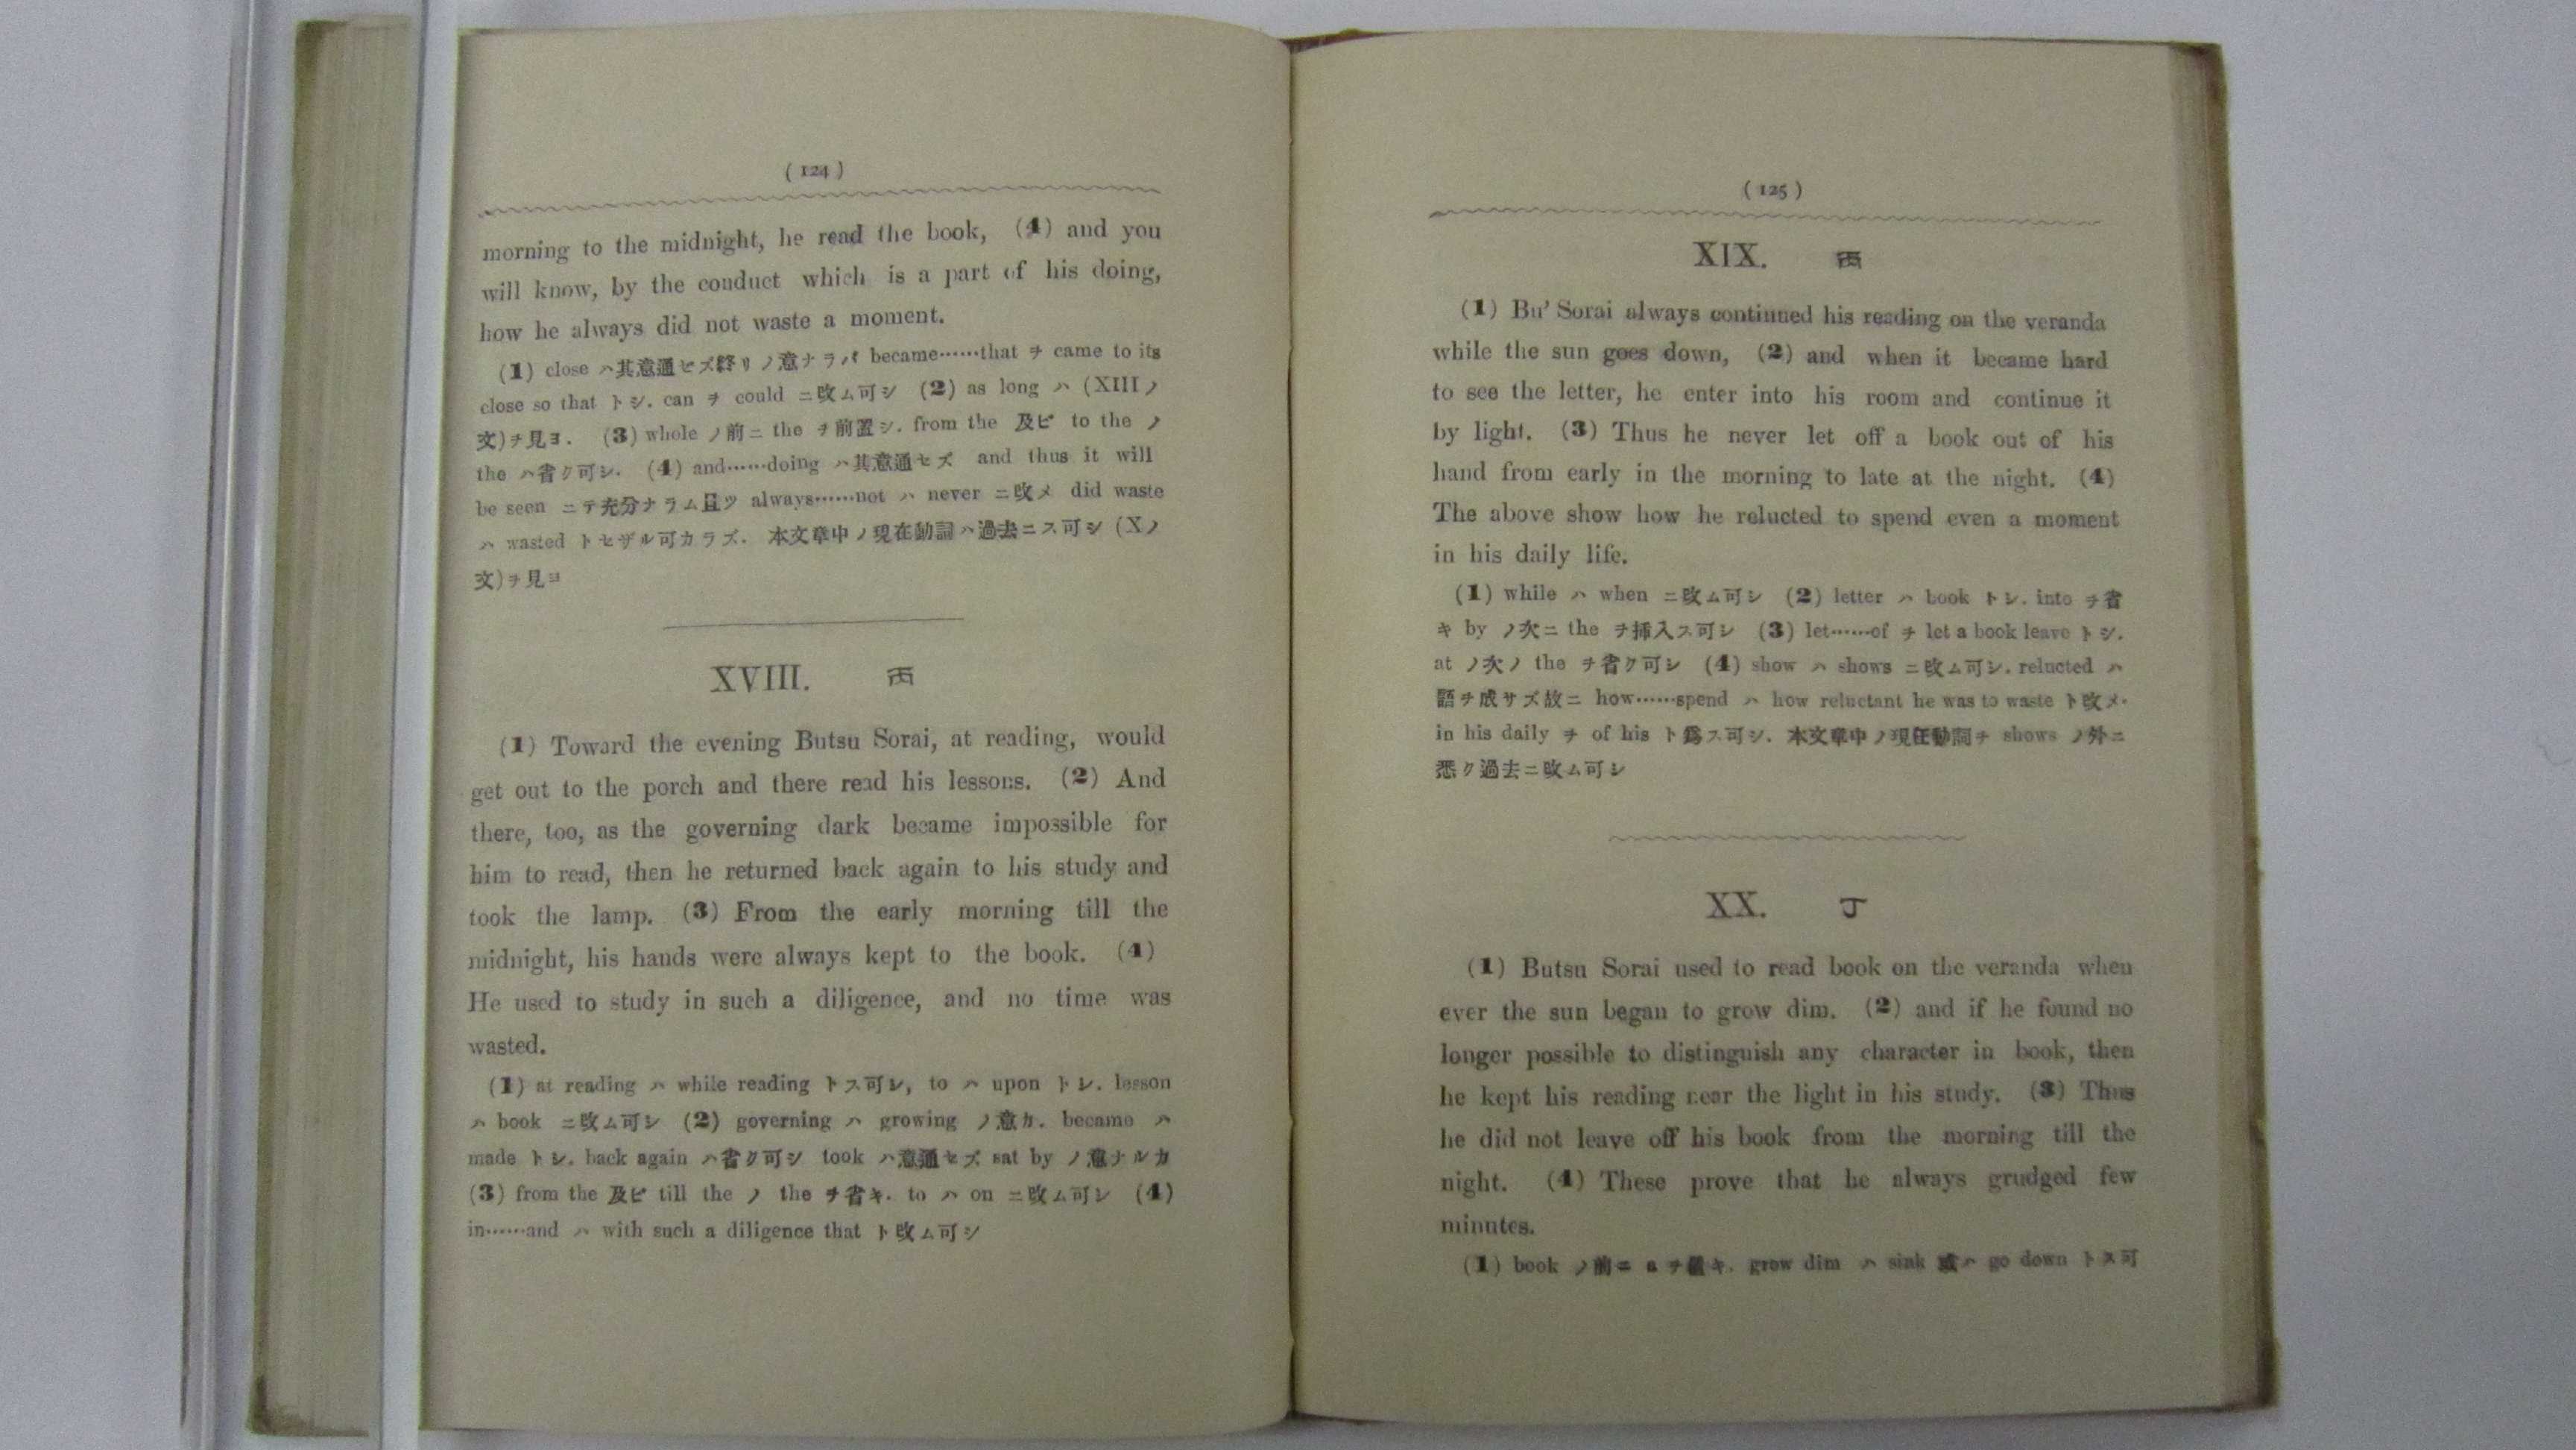 ( 124 )
morning to the midnight, he read the book, (4) and you
will know, by the conduct which is a part of his doing,
how he always did not waste a moment.
(1) close ハ其意通セズ終リノ意ナラバ became……that ヲ came to its
close so that トシ. can ヲ could ニ改ム可シ (2) as long ハ (XIIIノ
文)ヲ見ヨ. (3) whole ノ前ニ the ヲ前置シ. from the 及ビ to the ノ
the ハ省ク可シ. (4) and……doing ハ其意通セズ and thus it will
be seen ニテ充分ナラム且ツ always……not ハ never ニ改メ did waste
ハ wasted トセザル可カラズ. 本文章中ノ現在動詞ハ過去ニス可シ (Xノ
文)ヲ見ヨ
XVIII. 丙
(1) Toward the evening Butsu Sorai, at reading, would
get out to the porch and there read his lessons. (2) And
there, too, as the governing dark became impossible for
him to read, then he returned back again to his study and
took the lamp. (3) From the early morning till the
midnight, his hands were always kept to the book. (4)
He used to study in such a diligence, and no time was
wasted.
(1) at reading ハ while reading トス可シ, to ハ upon トシ. lesson
ハ book ニ改ム可シ (2) governing ハ growing ノ意カ. became ハ
made トシ. back again ハ省ク可シ took ハ意通セズ sat by ノ意ナルカ
(3) from the 及ビ till the ノ the ヲ省キ. to ハ on ニ改ム可シ (4)
in……and ハ with such a diligence that ト改ム可シ
( 125 )
XIX. 丙
(1) Bu' Sorai always continued his reading on the veranda
while the sun goes down, (2) and when it became hard
to see the letter, he enter into his room and continue it
by light. (3) Thus he never let off a book out of his
hand from early in the morning to late at the night. (4)
The above show how he relucted to spend even a moment
in his daily life.
(1) while ハ when ニ改ム可シ (2) letter ハ book トシ. into ヲ省
キ by ノ次ニ the ヲ挿入ス可シ (3) let……of ヲ let a book leave トシ.
at ノ次ノ the ヲ省ク可シ (4) show ハ shows ニ改ム可シ. relucted ハ
語ヲ成サズ故ニ how……spend ハ how reluctant he was to waste ト改メ.
in his daily ヲ of his ト爲ス可シ. 本文章中ノ現在動詞ヲ shows ノ外ニ
悉ク過去ニ改ム可シ
XX. 丁
(1) Butsu Sorai used to read book on the veranda when
ever the sun began to grow dim. (2) and if he found no
longer possible to distinguish any character in book, then
he kept his reading near the light in his study. (3) Thus
he did not leave off his book from the morning till the
night. (4) These prove that he always grudged few
minutes.
(1) book ノ前ニ a ヲ置キ. grow dim ハ sink 或ハ go down トス可